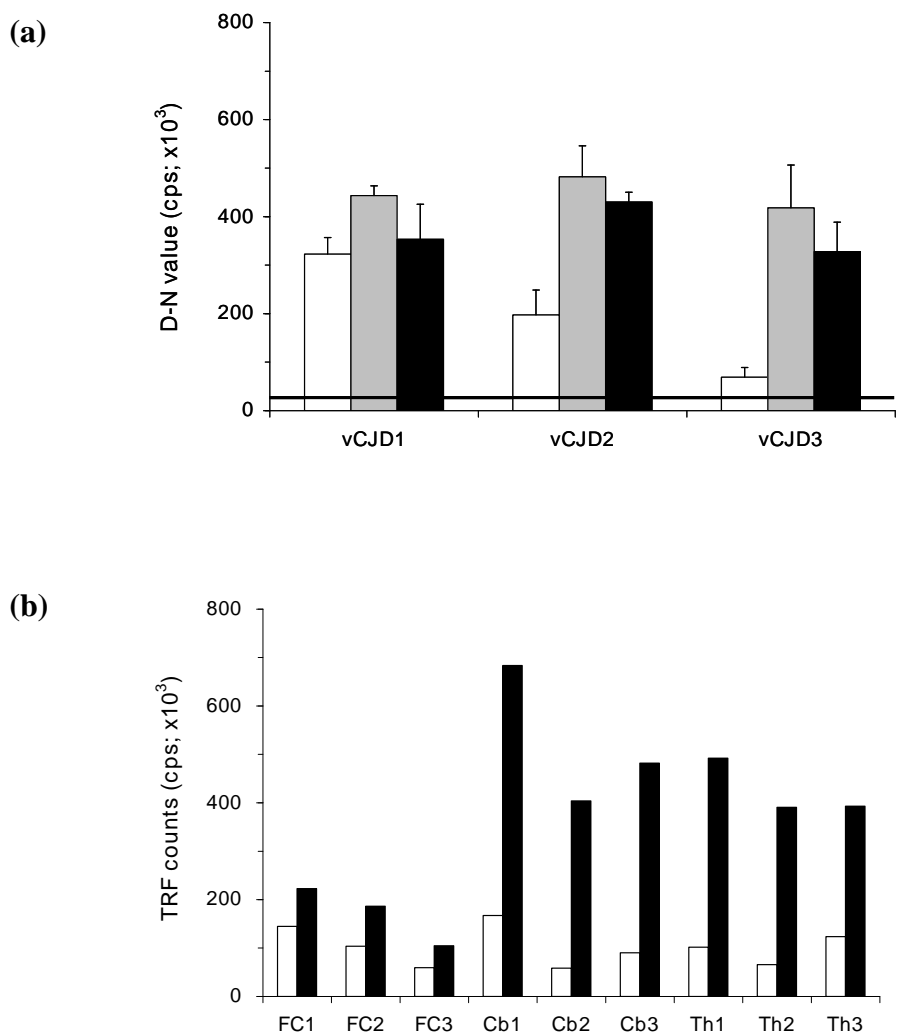 (a)
800
600
400
200
0
D-N value (cps; x10³)
vCJD1 vCJD2 vCJD3
(b)
800
600
400
200
0
TRF counts (cps; x10³)
FC1 FC2 FC3 Cb1 Cb2 Cb3 Th1 Th2 Th3